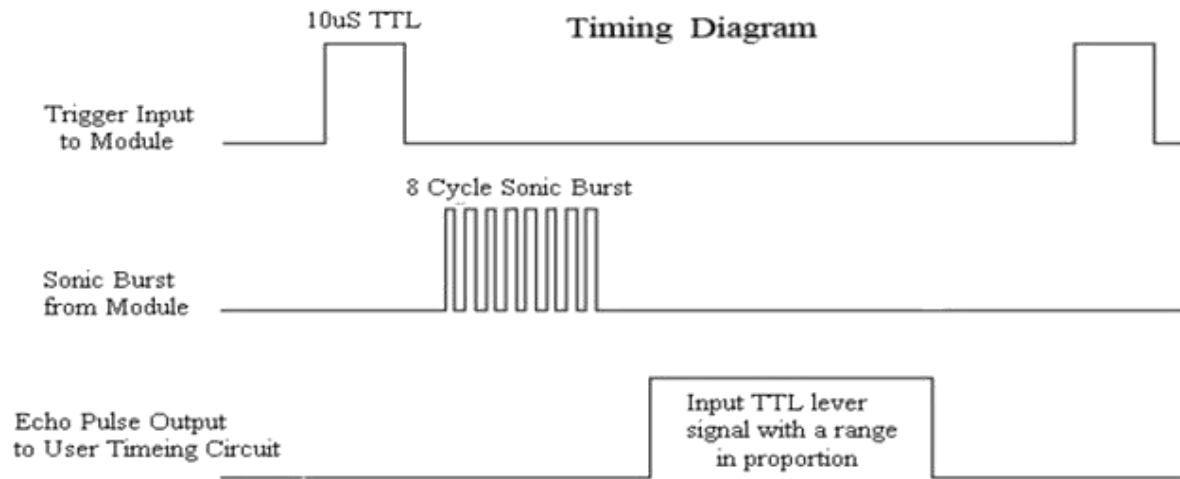 10uS TTL
Timing Diagram
Trigger Input
to Module
8 Cycle Sonic Burst
Sonic Burst
from Module
Echo Pulse Output
to User Timeing Circuit
Input TTL lever
signal with a range
in proportion